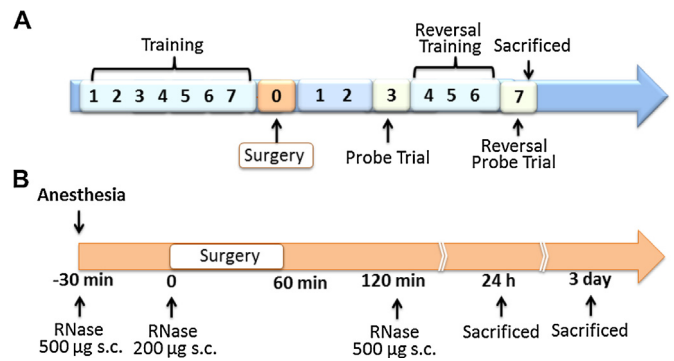 A
Training
Reversal
Training
Sacrificed
1 2 3 4 5 6 7 0 1 2 3 4 5 6 7
Surgery
Probe Trial
Reversal
Probe Trial
B
Anesthesia
Surgery
-30 min 0 60 min 120 min 24 h 3 day
RNase
500 µg s.c.
RNase
200 µg s.c.
RNase
500 µg s.c.
Sacrificed
Sacrificed